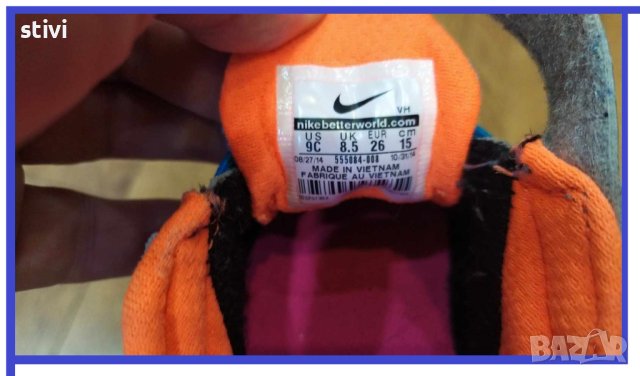 stivi
VH
nikebetterworld.com
US UK EUR cm
9C 8.5 26 15
08/27/14 555084-008 10/31/14
MADE IN VIETNAM
FABRIQUE AU VIETNAM
BAZAR